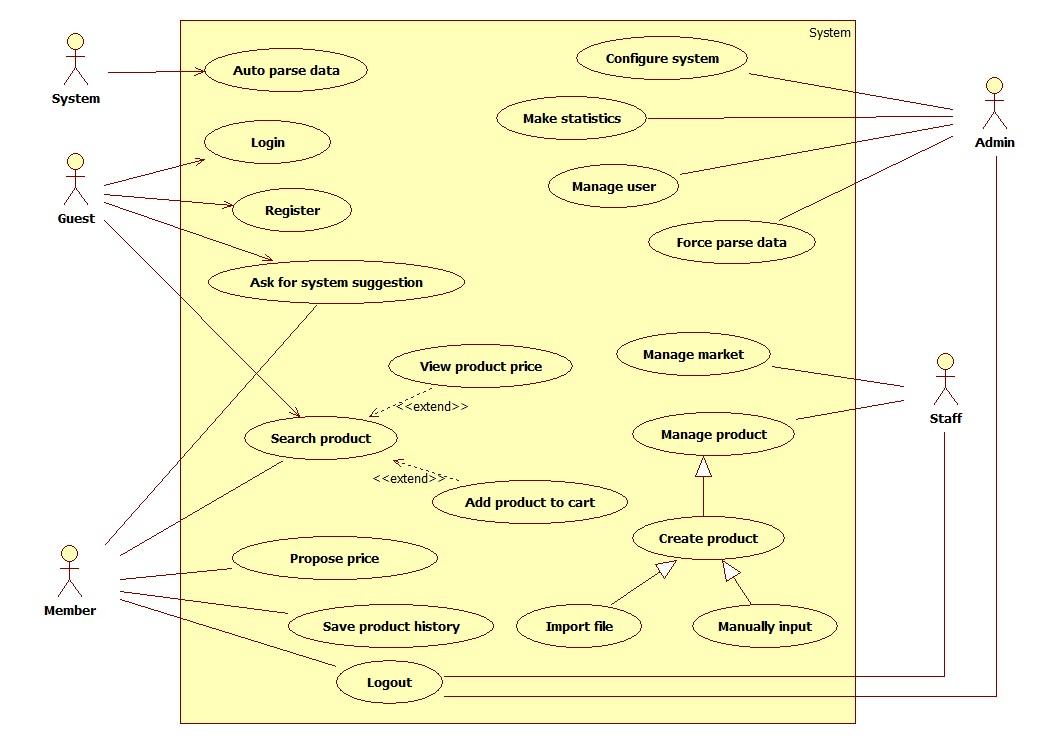 System
Configure system
Auto parse data
System
Make statistics
Login
Admin
Manage user
Register
Guest
Force parse data
Ask for system suggestion
Manage market
View product price
<<extend>>
Staff
Search product
Manage product
<<extend>>
Add product to cart
Create product
Propose price
Member
Save product history
Import file
Manually input
Logout